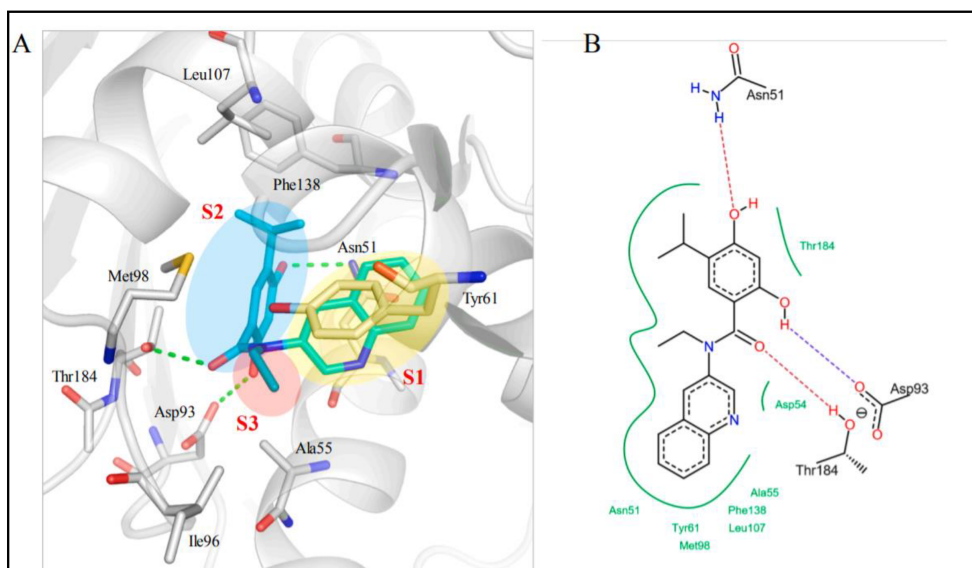 A
Leu107
Phe138
S2
Asn51
Met98
Tyr61
S1
Thr184
Asp93
S3
Ala55
Ile96
B
O
H N
H
Asn51
O H
Thr184
O
H
N
O
O
Asp93
Asp54
H
O
⊖
O
N
Thr184
Ala55
Asn51
Phe138
Tyr61
Leu107
Met98